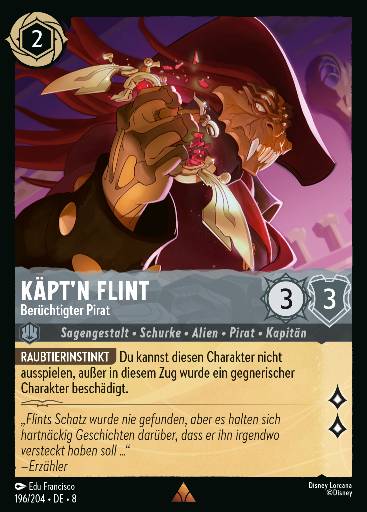 2
KÄPT'N FLINT
Berüchtigter Pirat
3
3
Sagengestalt • Schurke • Alien • Pirat • Kapitän
RAUBTIERINSTINKT Du kannst diesen Charakter nicht
ausspielen, außer in diesem Zug wurde ein gegnerischer
Charakter beschädigt.
„Flints Schatz wurde nie gefunden, aber es halten sich
hartnäckig Geschichten darüber, dass er ihn irgendwo
versteckt haben soll ...“
—Erzähler
Edu Francisco
196/204 • DE • 8
Disney Lorcana
©Disney